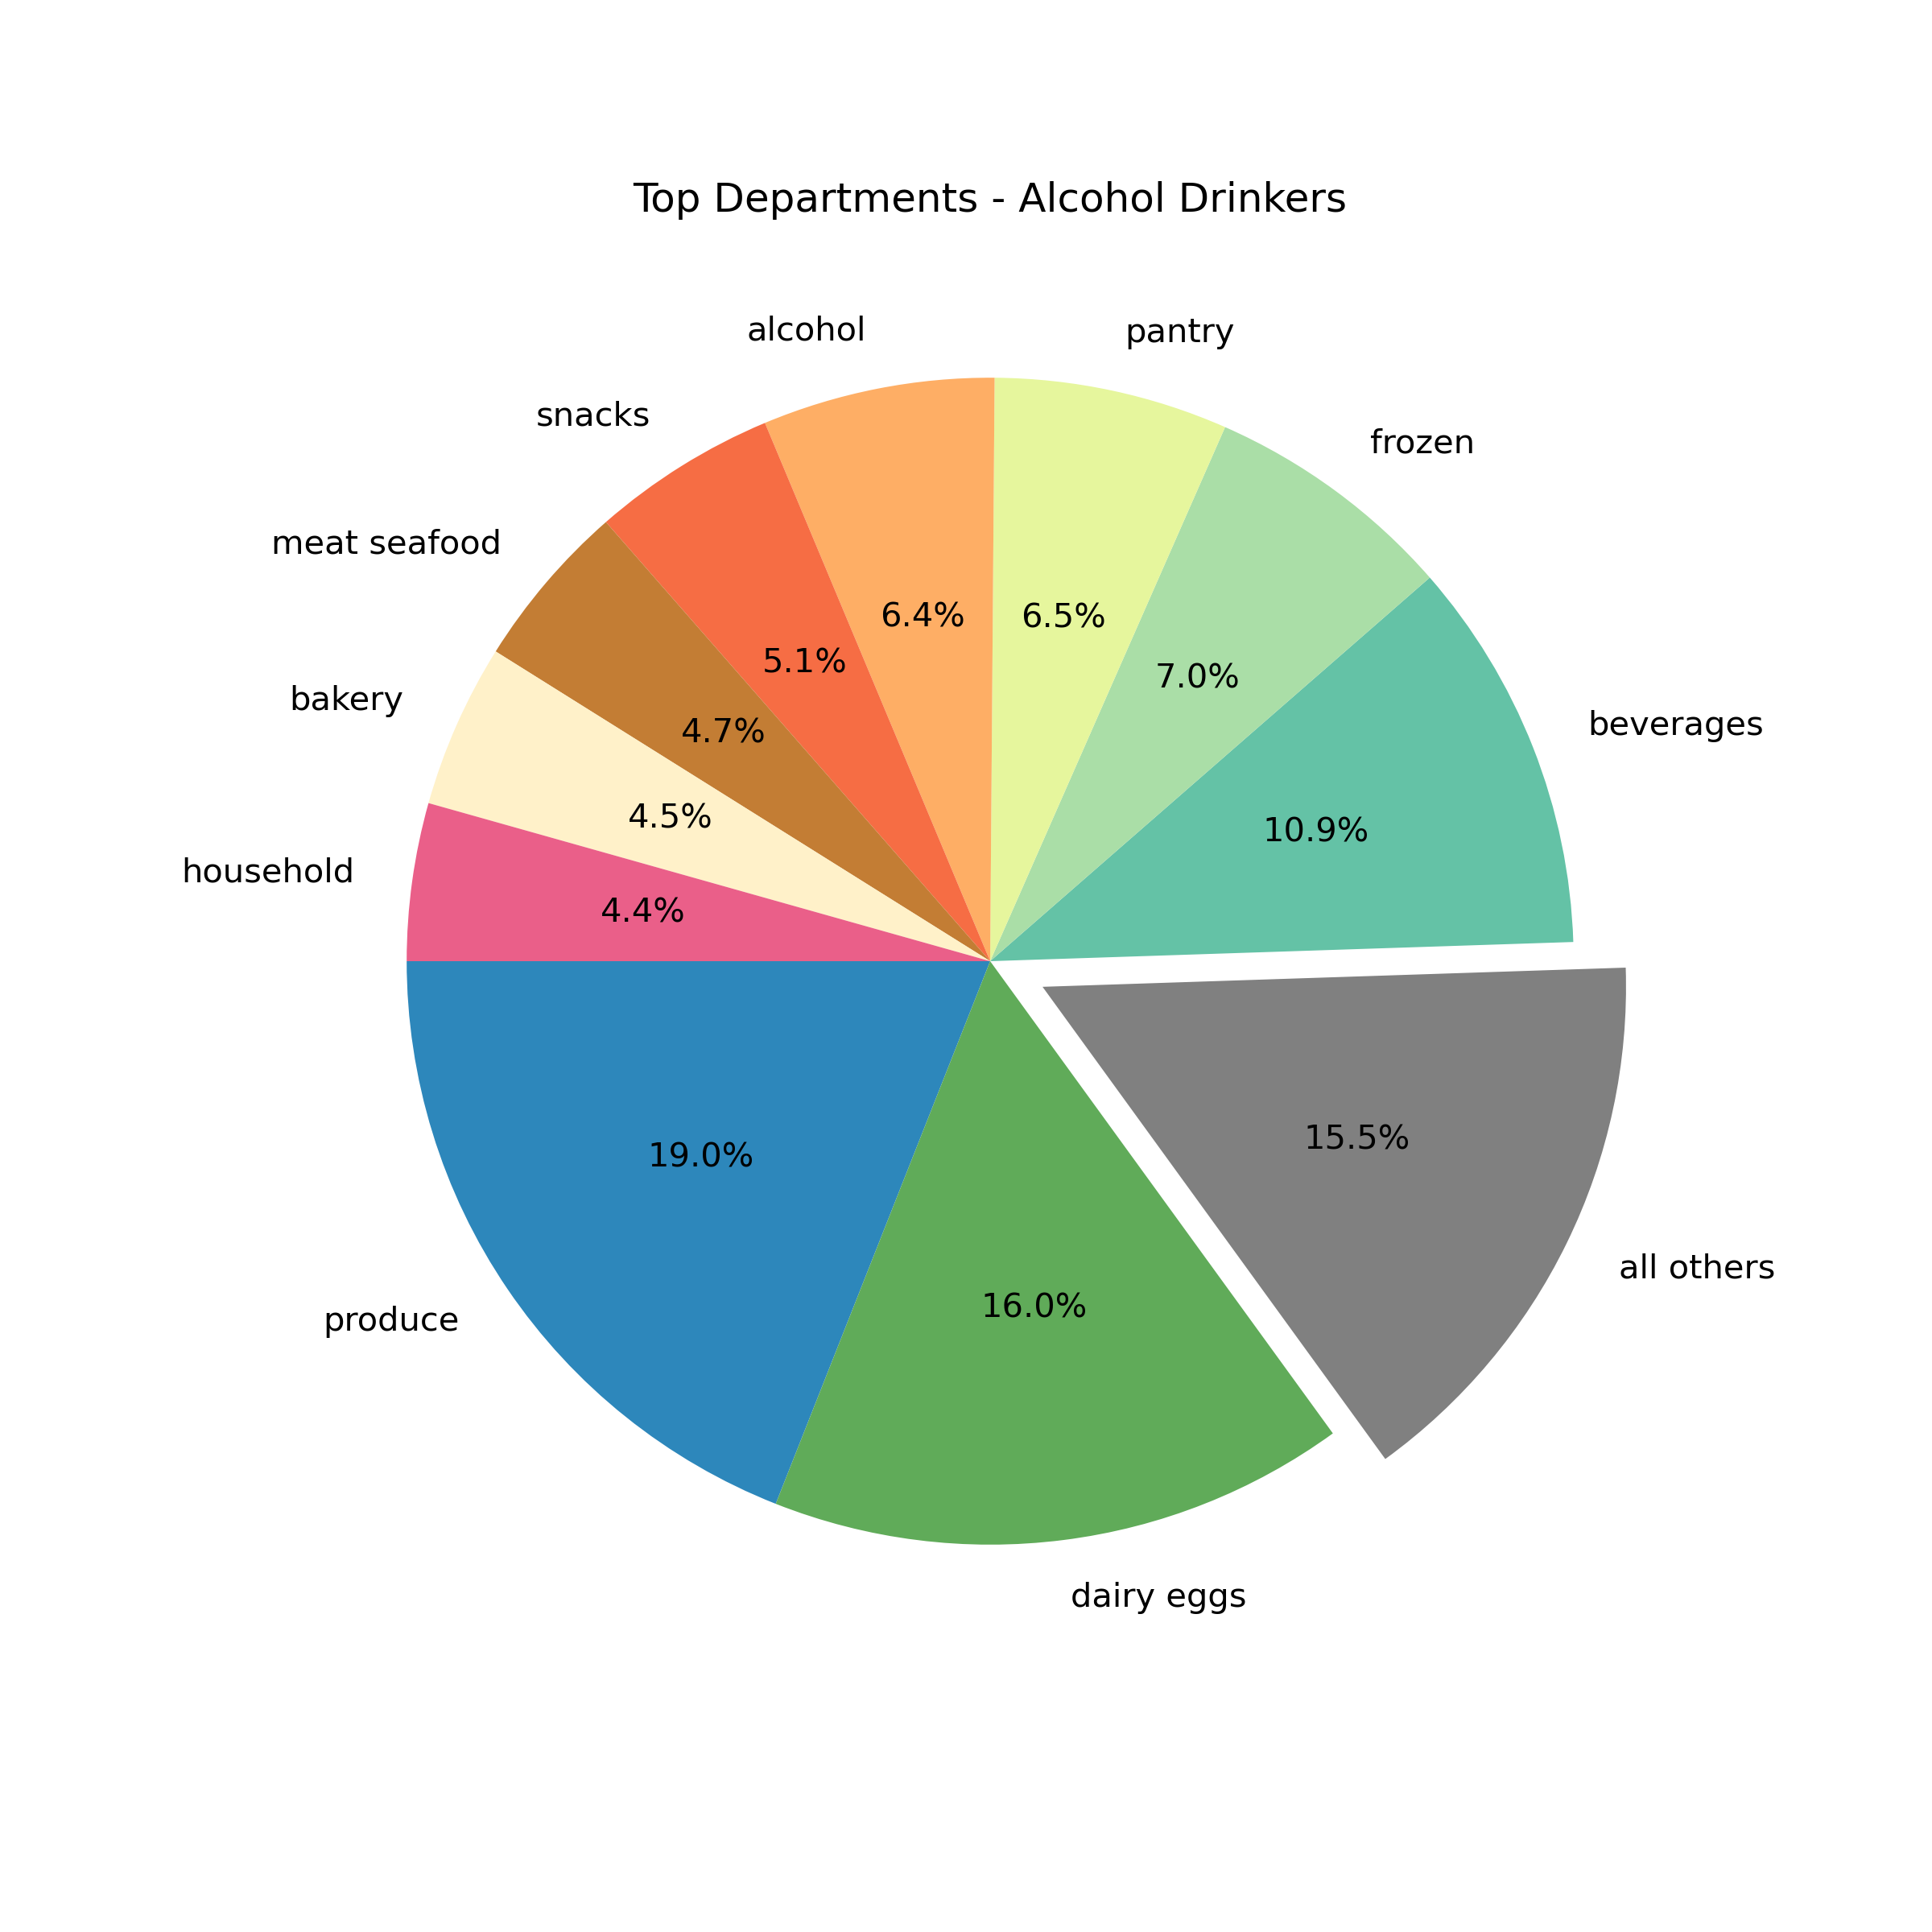 Top Departments - Alcohol Drinkers
alcohol
pantry
snacks
frozen
meat seafood
6.4%
6.5%
5.1%
7.0%
bakery
4.7%
beverages
4.5%
10.9%
household
4.4%
15.5%
19.0%
all others
16.0%
produce
dairy eggs